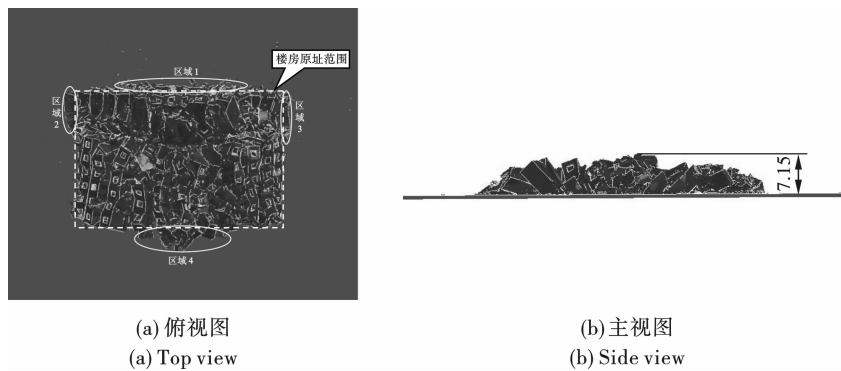 楼房原址范围
区域1
区域2
区域3
区域4
7.15
(a) 俯视图
(a) Top view
(b) 主视图
(b) Side view